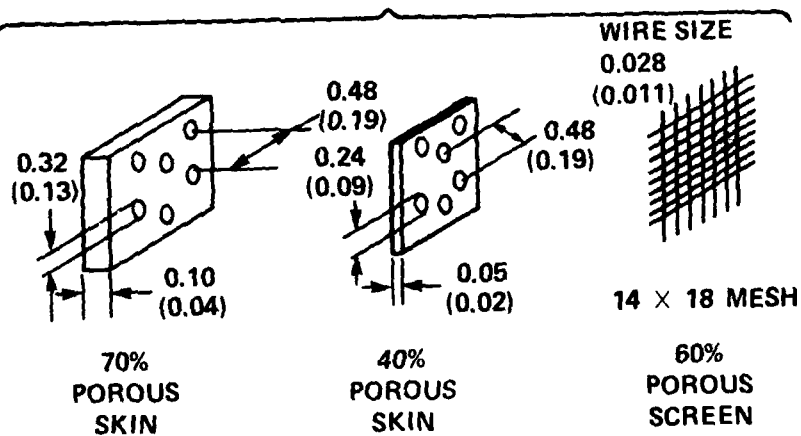 0.32
(0.13)
0.48
(0.19)
0.10
(0.04)
70%
POROUS
SKIN
0.24
(0.09)
0.48
(0.19)
0.05
(0.02)
40%
POROUS
SKIN
WIRE SIZE
0.028
(0.011)
14 × 18 MESH
60%
POROUS
SCREEN